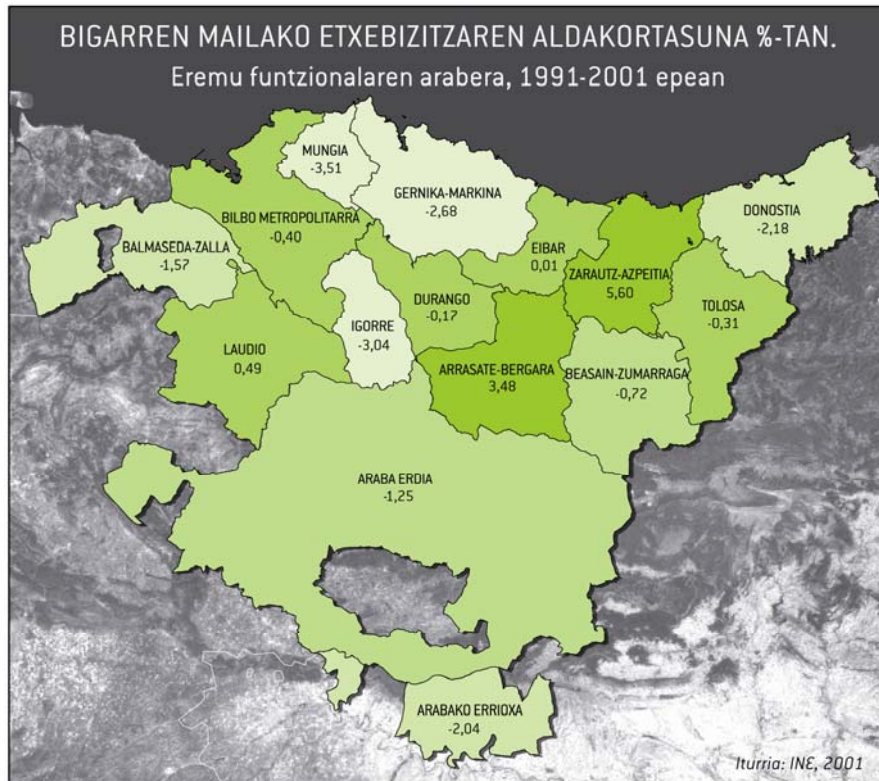 BIGARREN MAILAKO ETXEBIZITZAREN ALDAKORTASUNA %-TAN.
Eremu funtzionalaren arabera, 1991-2001 epean
MUNGIA
-3,51
GERNIKA-MARKINA
-2,68
DONOSTIA
-2,18
BILBO METROPOLITARRA
-0,40
BALMASEDA-ZALLA
-1,57
EIBAR
0,01
ZARAUTZ-AZPEITIA
5,60
DURANGO
-0,17
TOLOSA
-0,31
IGORRE
-3,04
LAUDIO
0,49
ARRASATE-BERGARA
3,48
BEASAIN-ZUMARRAGA
-0,72
ARABA ERDIA
-1,25
ARABAKO ERRIOXA
-2,04
Iturria: INE, 2001